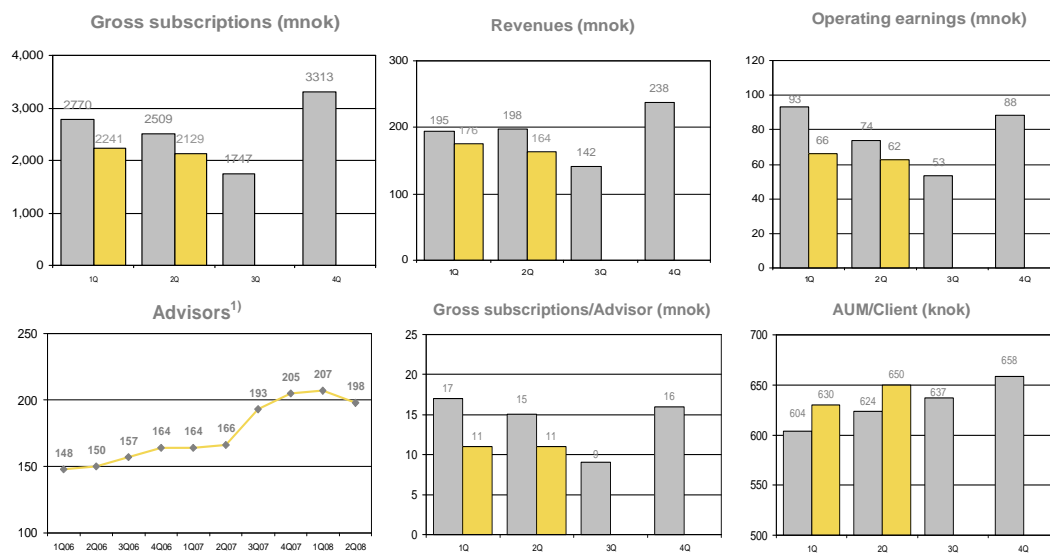 Gross subscriptions (mnok)
4,000
3,000
2,000
1,000
0
2770
2241
2509
2129
1747
3313
1Q
2Q
3Q
4Q
Revenues (mnok)
300
200
100
0
195
176
198
164
142
238
1Q
2Q
3Q
4Q
Operating earnings (mnok)
120
100
80
60
40
20
0
93
66
74
62
53
88
1Q
2Q
3Q
4Q
Advisors1)
250
200
150
100
148
150
157
164
164
166
193
205
207
198
1Q06
2Q06
3Q06
4Q06
1Q07
2Q07
3Q07
4Q07
1Q08
2Q08
Gross subscriptions/Advisor (mnok)
25
20
15
10
5
0
17
11
15
11
9
16
1Q
2Q
3Q
4Q
AUM/Client (knok)
700
650
600
550
500
604
630
624
650
637
658
1Q
2Q
3Q
4Q